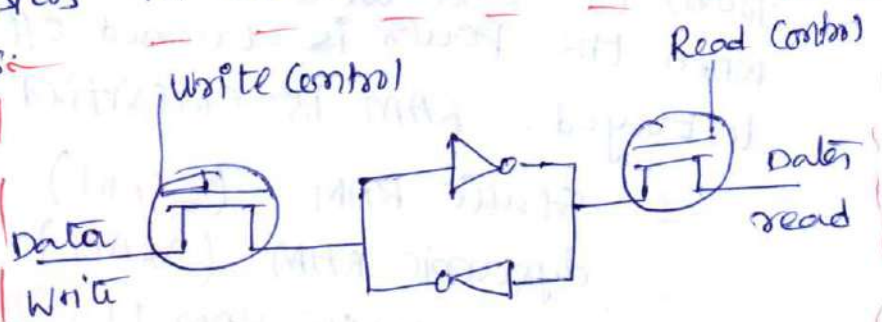 Read Control
Write Control
Data
read
Data
Write